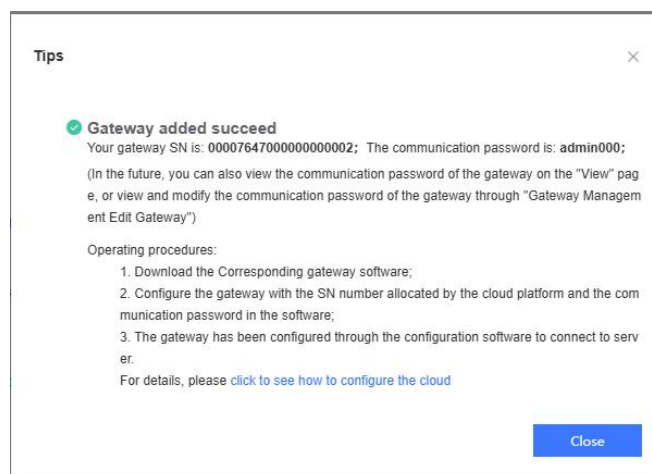 Tips
Gateway added succeed
Your gateway SN is: 00007647000000000002; The communication password is: admin000;
(In the future, you can also view the communication password of the gateway on the "View" pag
e, or view and modify the communication password of the gateway through "Gateway Managem
ent Edit Gateway")
Operating procedures:
1. Download the Corresponding gateway software;
2. Configure the gateway with the SN number allocated by the cloud platform and the com
munication password in the software;
3. The gateway has been configured through the configuration software to connect to serv
er.
For details, please click to see how to configure the cloud
Close